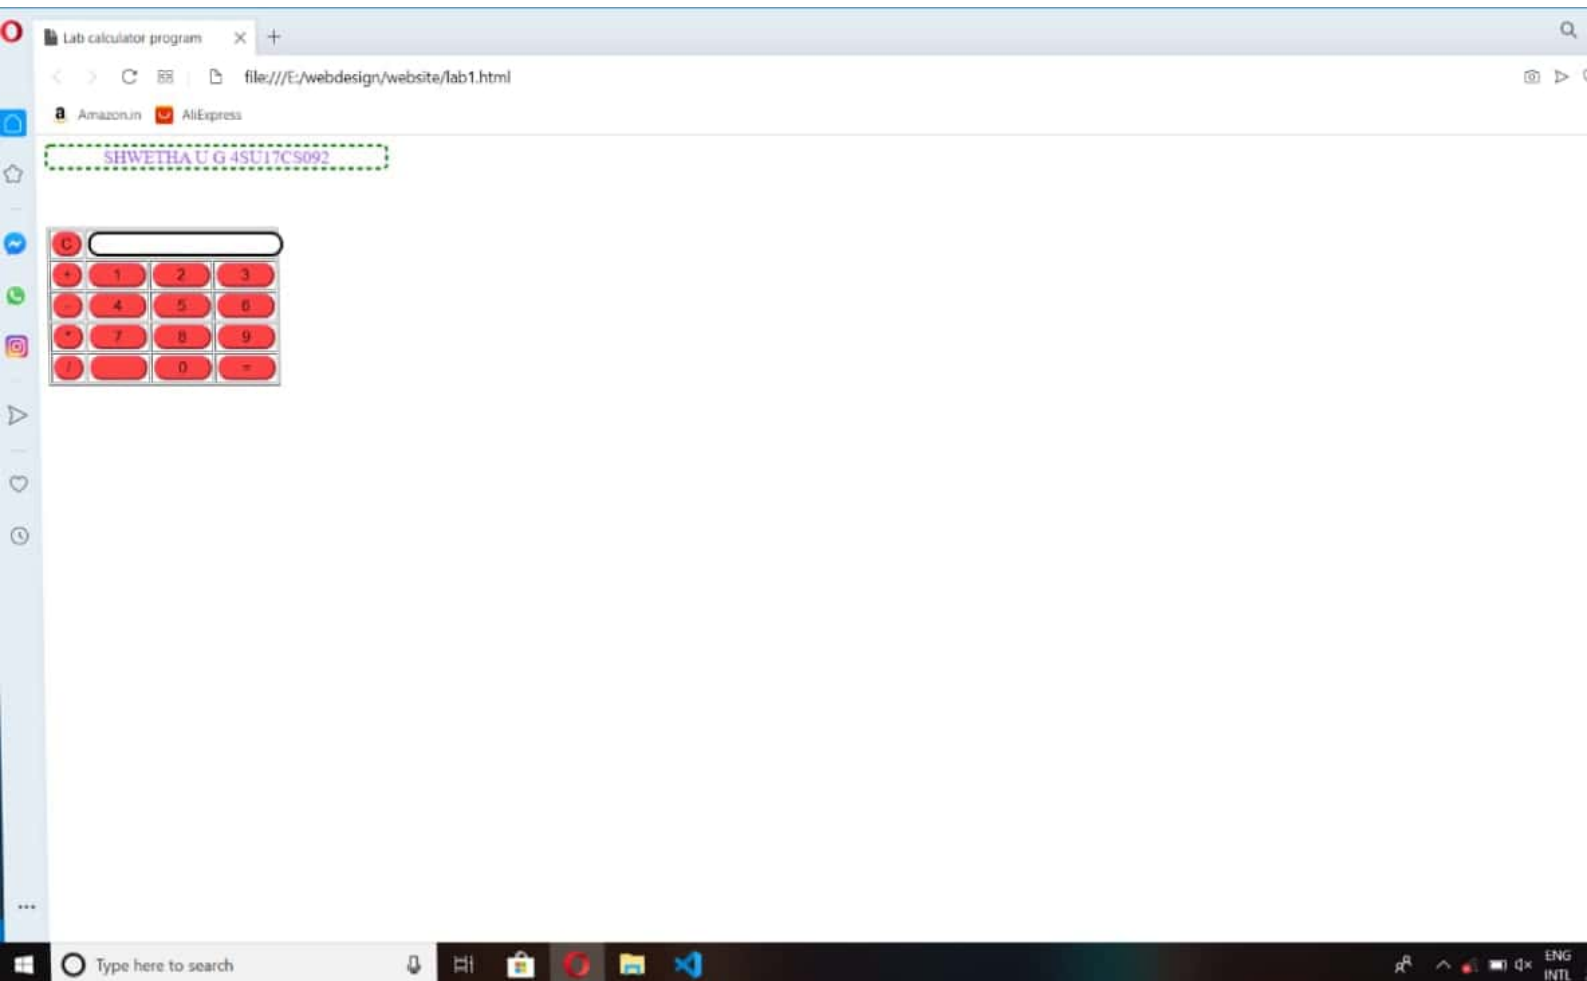 Lab calculator program
file:///E:/webdesign/website/lab1.html
a Amazon.in AliExpress
SHWETHA U G 4SU17CS092
C
+ 1 2 3
- 4 5 6
* 7 8 9
/ 0 =
Type here to search
ENG
INTL